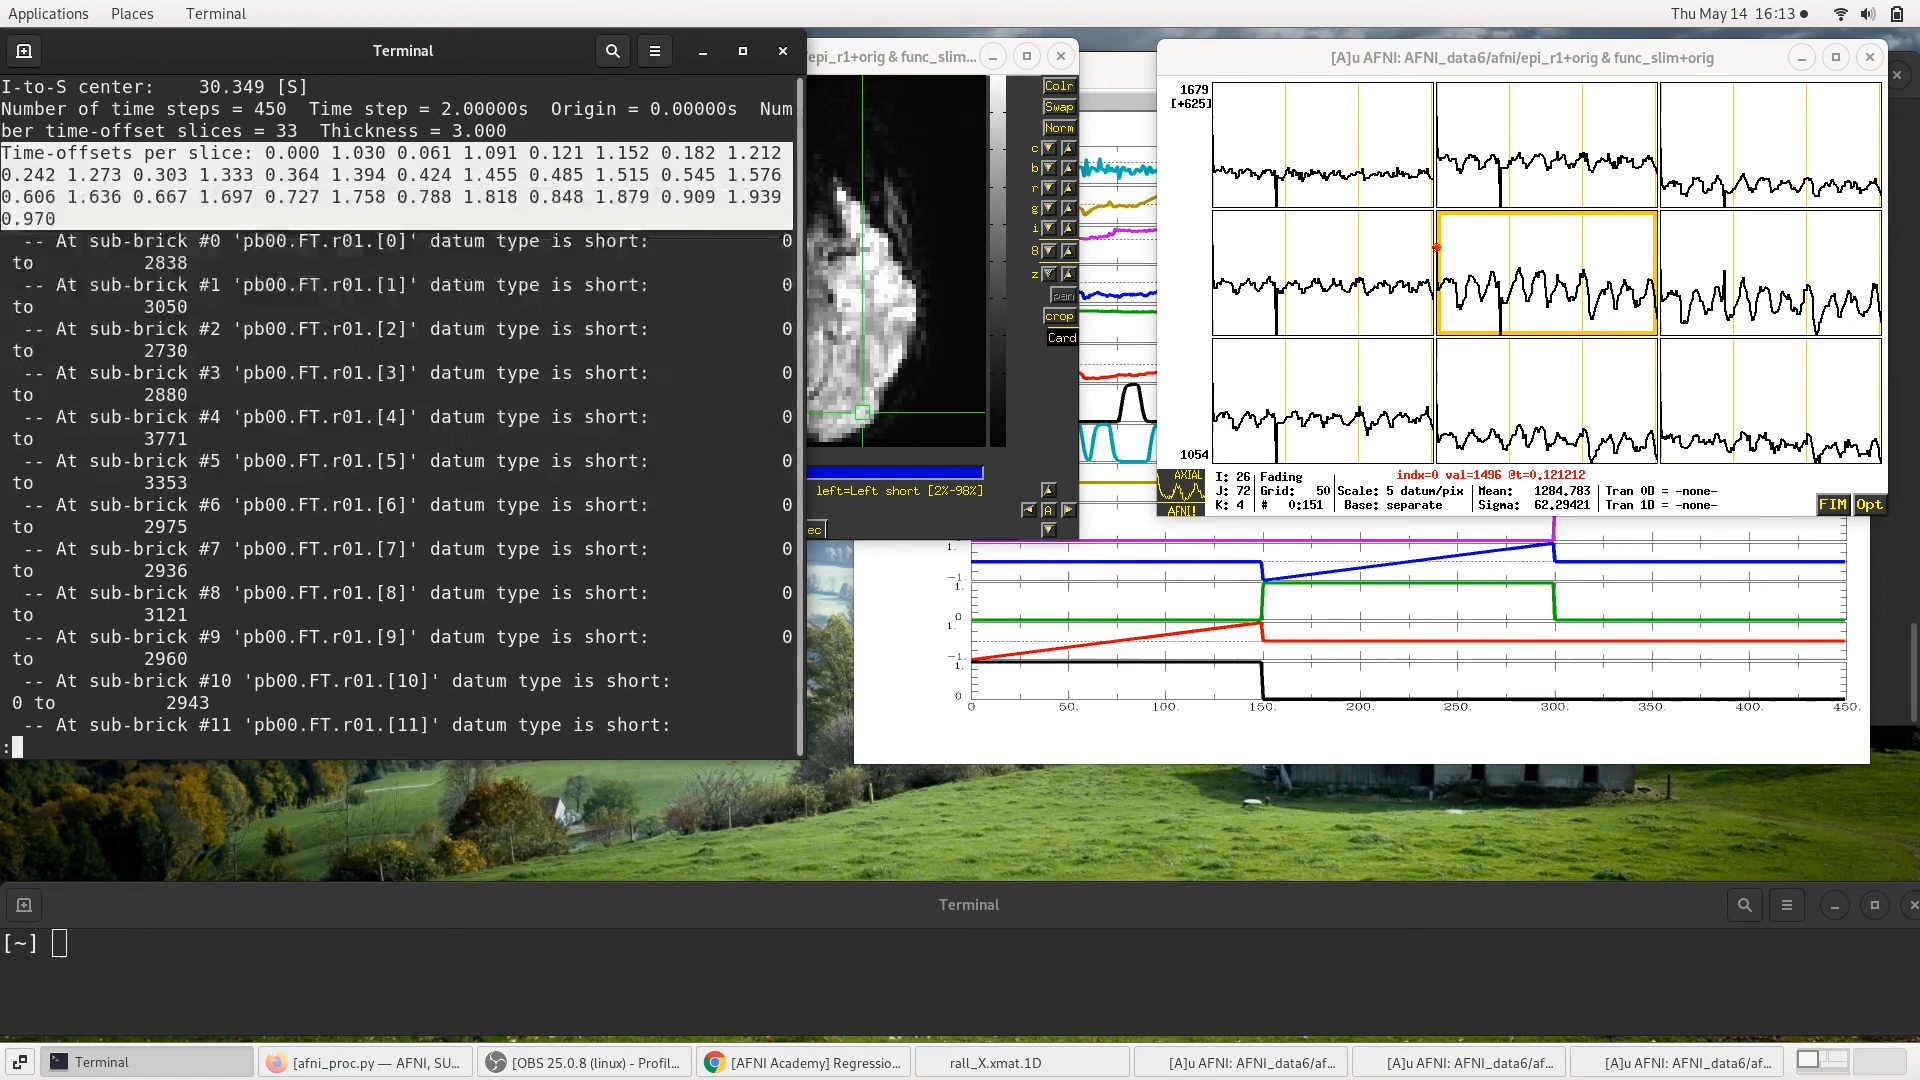 Applications Places Terminal Thu May 14 16:13
Terminal
I-to-S center: 30.349 [S]
Number of time steps = 450 Time step = 2.00000s Origin = 0.00000s Num
ber time-offset slices = 33 Thickness = 3.000
Time-offsets per slice: 0.000 1.030 0.061 1.091 0.121 1.152 0.182 1.212
0.242 1.273 0.303 1.333 0.364 1.394 0.424 1.455 0.485 1.515 0.545 1.576
0.606 1.636 0.667 1.697 0.727 1.758 0.788 1.818 0.848 1.879 0.909 1.939
0.970
-- At sub-brick #0 'pb00.FT.r01.[0]' datum type is short: 0
to 2838
-- At sub-brick #1 'pb00.FT.r01.[1]' datum type is short: 0
to 3050
-- At sub-brick #2 'pb00.FT.r01.[2]' datum type is short: 0
to 2730
-- At sub-brick #3 'pb00.FT.r01.[3]' datum type is short: 0
to 2880
-- At sub-brick #4 'pb00.FT.r01.[4]' datum type is short: 0
to 3771
-- At sub-brick #5 'pb00.FT.r01.[5]' datum type is short: 0
to 3353
-- At sub-brick #6 'pb00.FT.r01.[6]' datum type is short: 0
to 2975
-- At sub-brick #7 'pb00.FT.r01.[7]' datum type is short: 0
to 2936
-- At sub-brick #8 'pb00.FT.r01.[8]' datum type is short: 0
to 3121
-- At sub-brick #9 'pb00.FT.r01.[9]' datum type is short: 0
to 2960
-- At sub-brick #10 'pb00.FT.r01.[10]' datum type is short:
0 to 2943
-- At sub-brick #11 'pb00.FT.r01.[11]' datum type is short:
:
/epi_r1+orig & func_slim...
Colr
Swap
Norm
c
b
r
g
i
8
z
pan
crop
Card
left=Left short [2%-98%]
A
ec
[A]u AFNI: AFNI_data6/afni/epi_r1+orig & func_slim+orig
1679
[+625]
1054
AXIAL
AFNI!
I: 26 Fading indx=0 val=1496 @t=0.121212
J: 72 Grid: 50 Scale: 5 datum/pix Mean: 1284.783 Tran 0D = -none-
K: 4 # 0:151 Base: separate Sigma: 62.29421 Tran 1D = -none-
FIM Opt
1.
-1.
0
1.
-1.
1.
0
0 50. 100. 150. 200. 250. 300. 350. 400. 450.
Terminal
[~]
Terminal
[afni_proc.py — AFNI, SU...
[OBS 25.0.8 (linux) - Profil...
[AFNI Academy] Regressio...
rall_X.xmat.1D
[A]u AFNI: AFNI_data6/af...
[A]u AFNI: AFNI_data6/af...
[A]u AFNI: AFNI_data6/af...